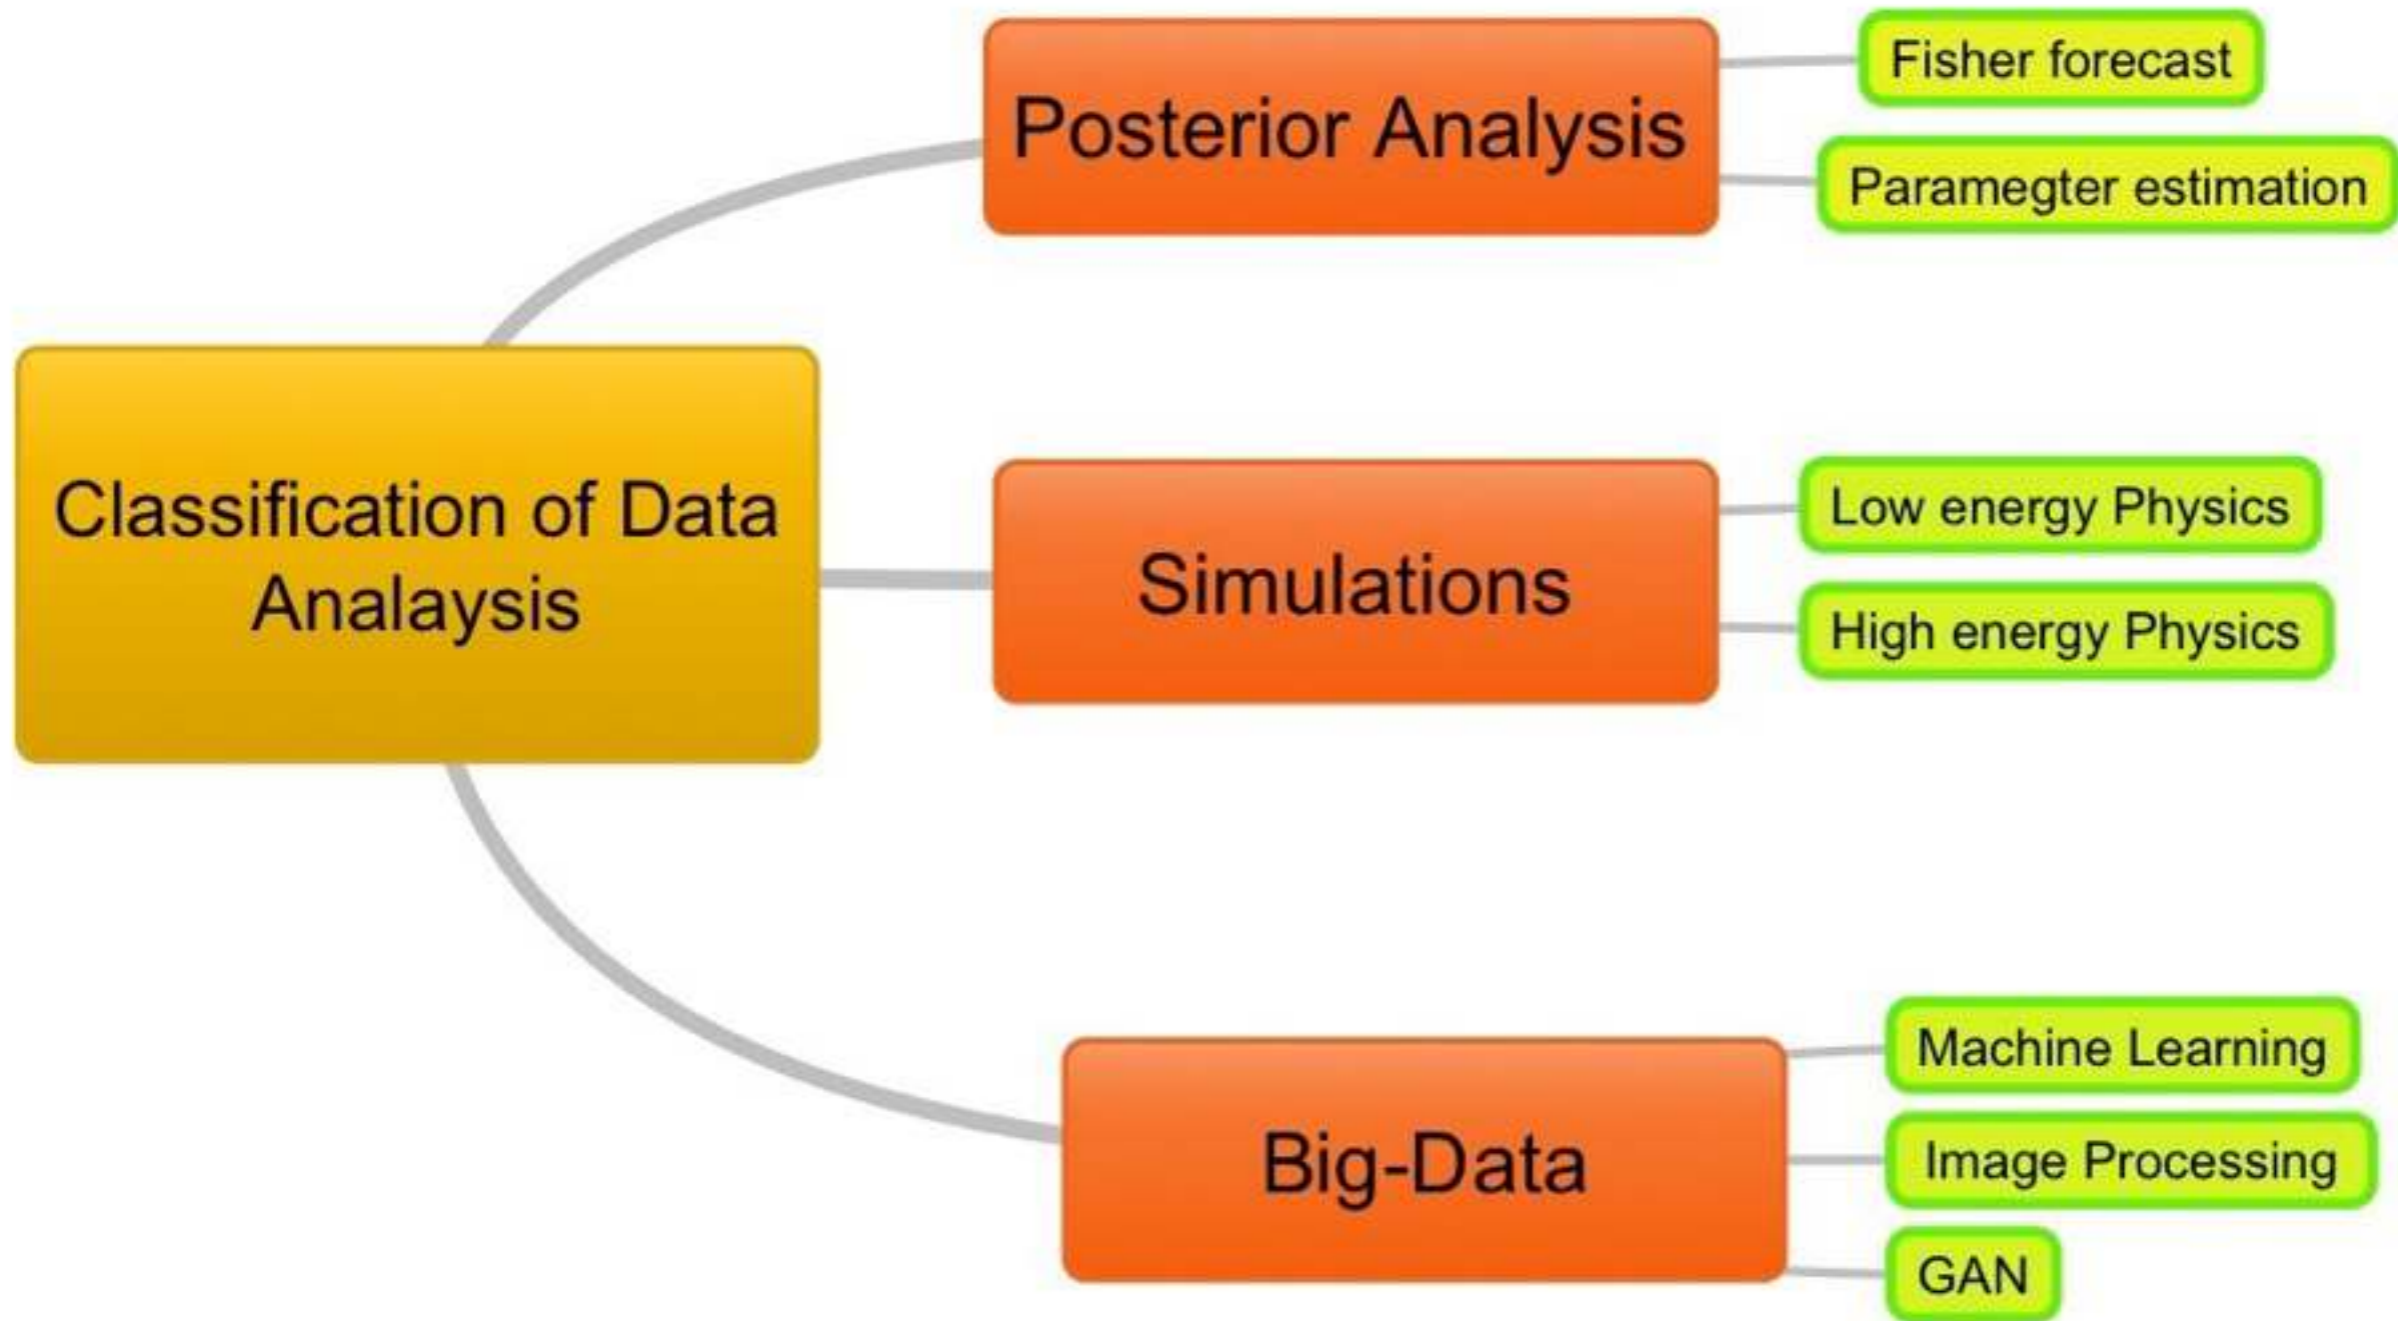 Classification of Data
Analaysis
Posterior Analysis
Fisher forecast
Paramegter estimation
Simulations
Low energy Physics
High energy Physics
Big-Data
Machine Learning
Image Processing
GAN